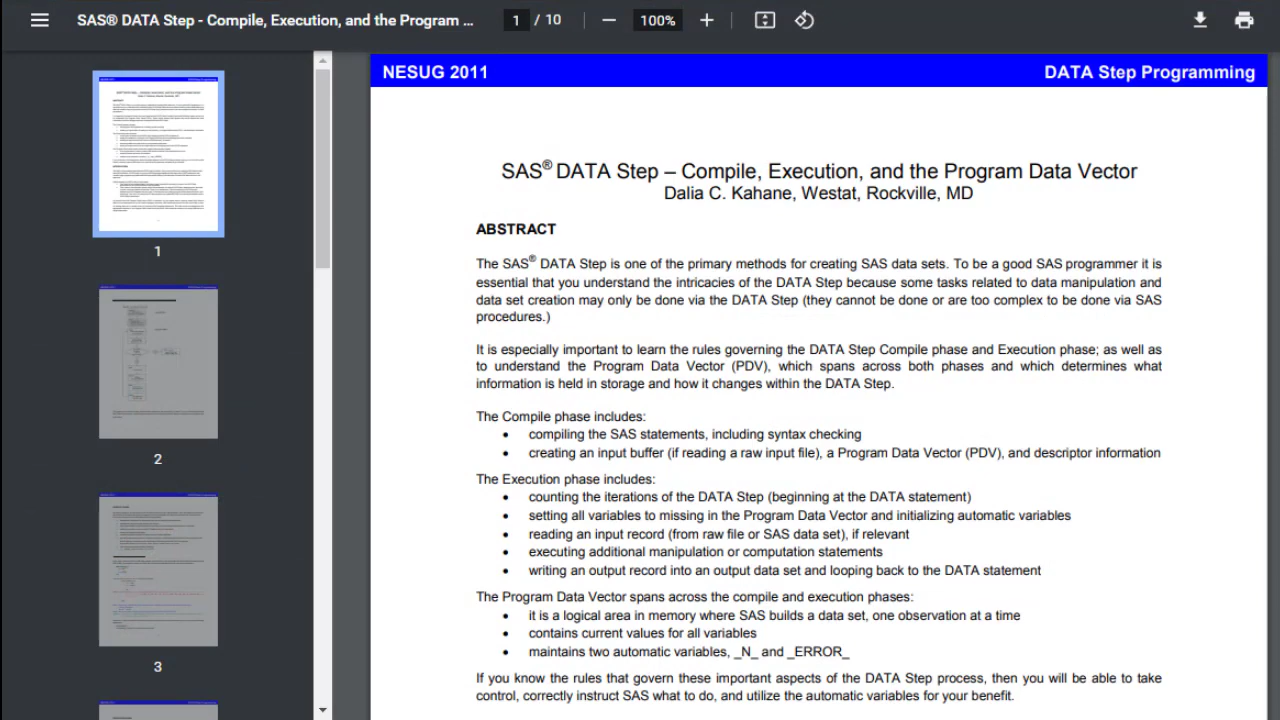 SAS® DATA Step - Compile, Execution, and the Program ...
1 / 10
100%
NESUG 2011
DATA Step Programming
SAS® DATA Step – Compile, Execution, and the Program Data Vector
Dalia C. Kahane, Westat, Rockville, MD
ABSTRACT
The SAS® DATA Step is one of the primary methods for creating SAS data sets. To be a good SAS programmer it is
essential that you understand the intricacies of the DATA Step because some tasks related to data manipulation and
data set creation may only be done via the DATA Step (they cannot be done or are too complex to be done via SAS
procedures.)
It is especially important to learn the rules governing the DATA Step Compile phase and Execution phase; as well as
to understand the Program Data Vector (PDV), which spans across both phases and which determines what
information is held in storage and how it changes within the DATA Step.
The Compile phase includes:
• compiling the SAS statements, including syntax checking
• creating an input buffer (if reading a raw input file), a Program Data Vector (PDV), and descriptor information
The Execution phase includes:
• counting the iterations of the DATA Step (beginning at the DATA statement)
• setting all variables to missing in the Program Data Vector and initializing automatic variables
• reading an input record (from raw file or SAS data set), if relevant
• executing additional manipulation or computation statements
• writing an output record into an output data set and looping back to the DATA statement
The Program Data Vector spans across the compile and execution phases:
• it is a logical area in memory where SAS builds a data set, one observation at a time
• contains current values for all variables
• maintains two automatic variables, _N_ and _ERROR_
If you know the rules that govern these important aspects of the DATA Step process, then you will be able to take
control, correctly instruct SAS what to do, and utilize the automatic variables for your benefit.
1
2
3